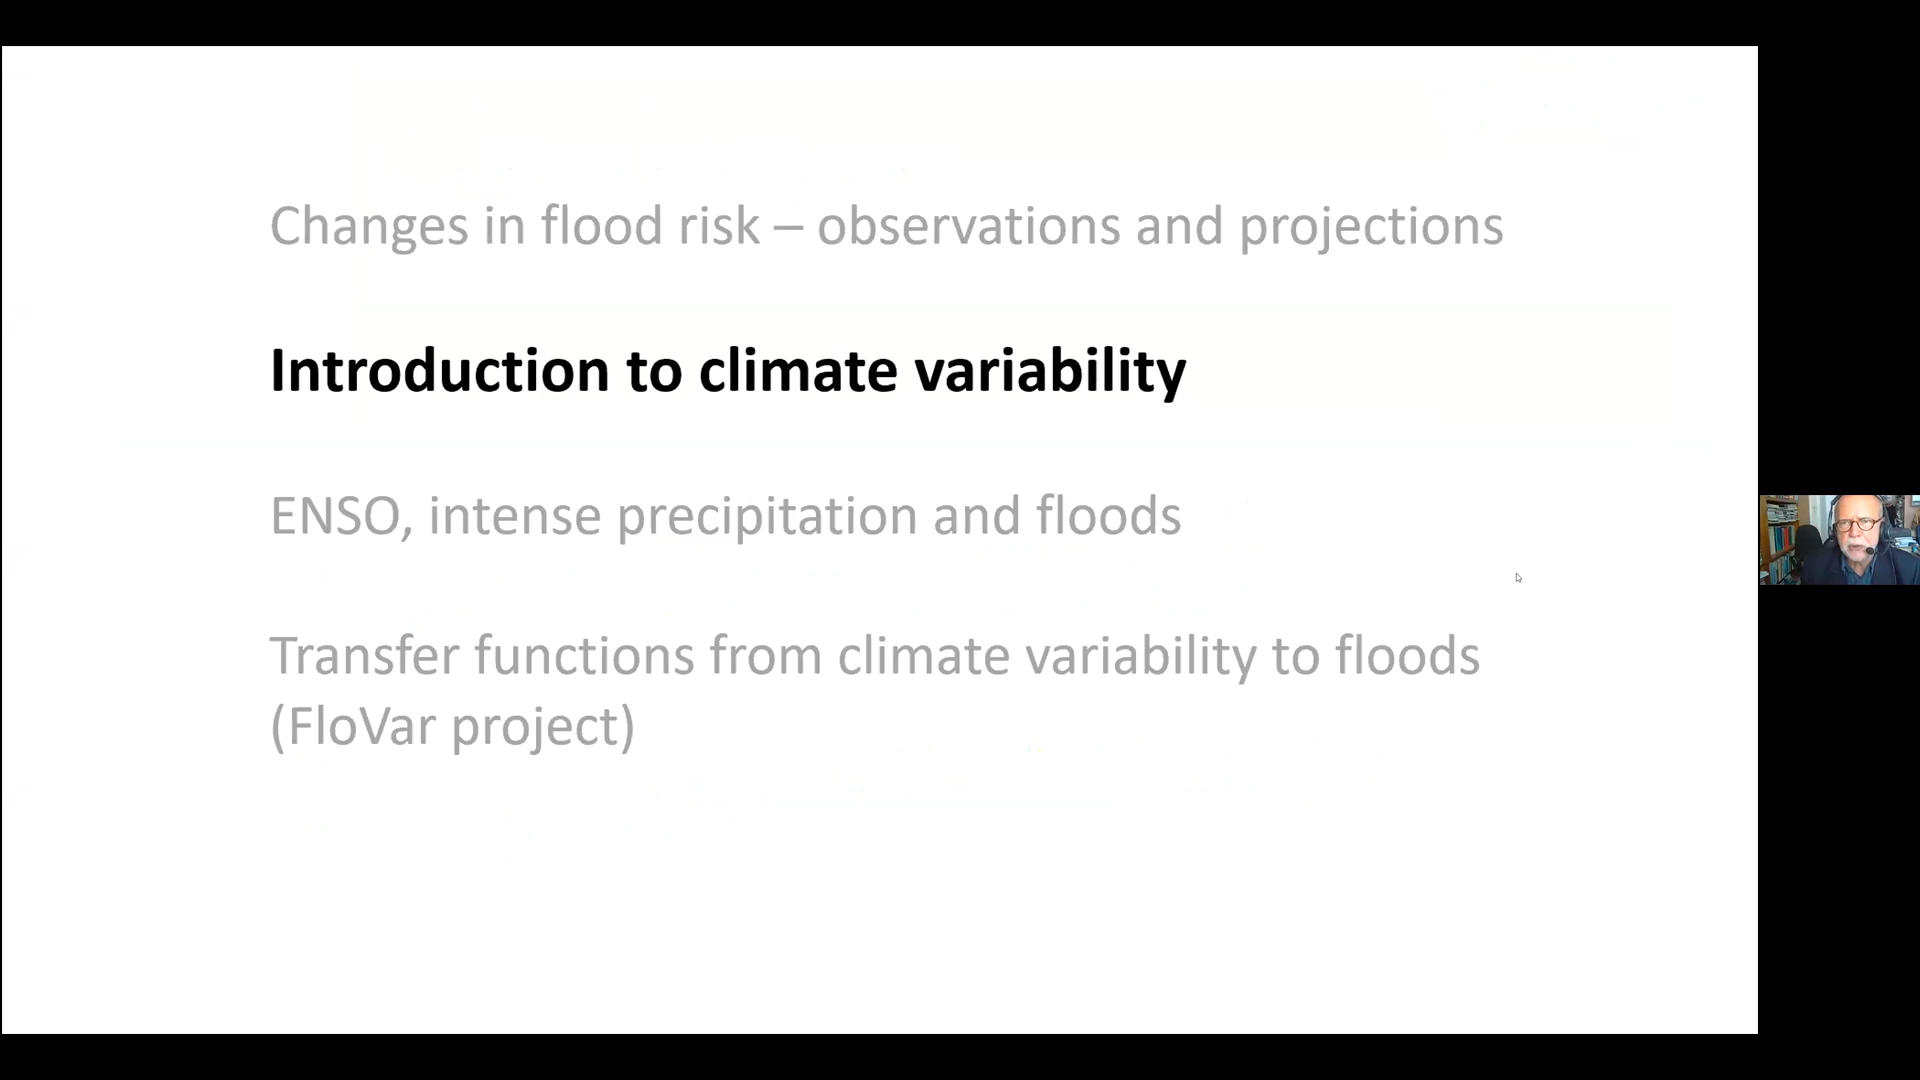 Changes in flood risk – observations and projections
Introduction to climate variability
ENSO, intense precipitation and floods
Transfer functions from climate variability to floods
(FloVar project)